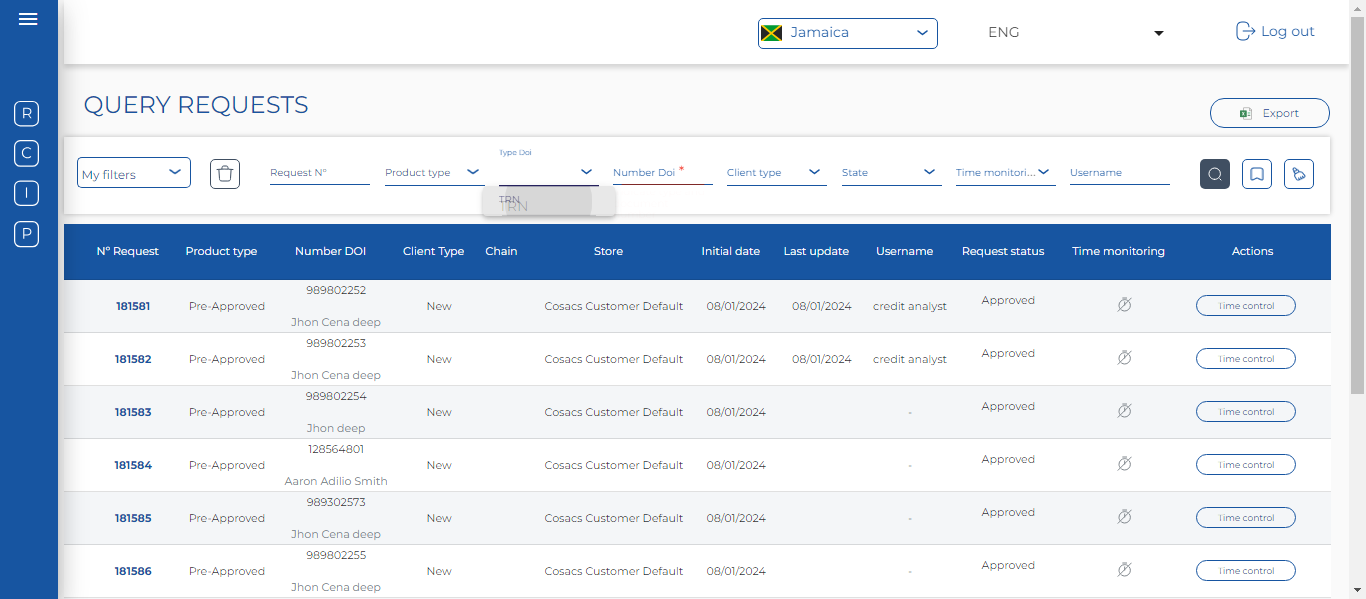 Jamaica ENG Log out
QUERY REQUESTS
Export
R
C
I
P
My filters Request N° Product type Type Doi Number Doi * Client type State Time monitori... Username
TRN
TRN
N° Request Product type Number DOI Client Type Chain Store Initial date Last update Username Request status Time monitoring Actions
181581 Pre-Approved 989802252 New Cosacs Customer Default 08/01/2024 08/01/2024 credit analyst Approved Time control
Jhon Cena deep
181582 Pre-Approved 989802253 New Cosacs Customer Default 08/01/2024 08/01/2024 credit analyst Approved Time control
Jhon Cena deep
181583 Pre-Approved 989802254 New Cosacs Customer Default 08/01/2024 - Approved Time control
Jhon deep
181584 Pre-Approved 128564801 New Cosacs Customer Default 08/01/2024 - Approved Time control
Aaron Adilio Smith
181585 Pre-Approved 989302573 New Cosacs Customer Default 08/01/2024 - Approved Time control
Jhon Cena deep
181586 Pre-Approved 989802255 New Cosacs Customer Default 08/01/2024 - Approved Time control
Jhon Cena deep